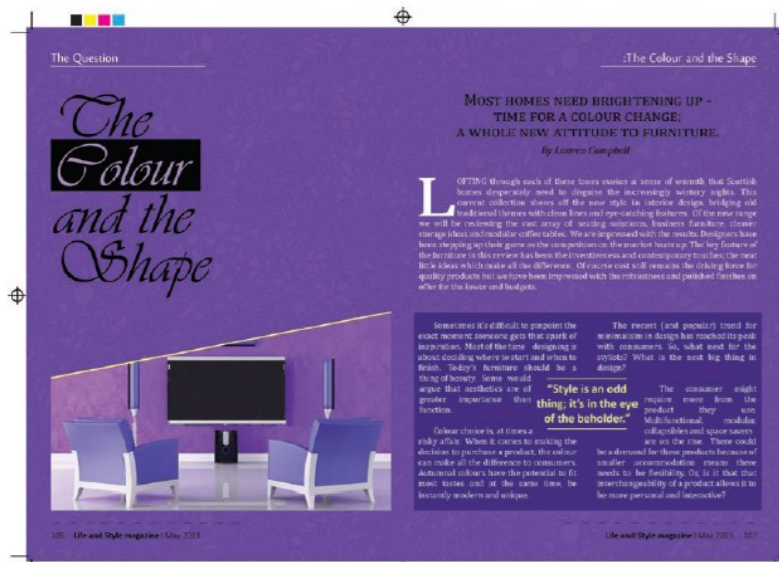 The Question
:The Colour and the Shape
The
Colour
and the
Shape
MOST HOMES NEED BRIGHTENING UP -
TIME FOR A COLOUR CHANGE;
A WHOLE NEW ATTITUDE TO FURNITURE.
By Lauren Campbell
LOFTING through each of these tones evokes a sense of warmth that Scottish
homes desperately need to disguise the increasingly wintery nights. This
current collection shows off the new style in interior design, bridging old
traditional themes with clean lines and eye-catching features. Of the new range
we will be reviewing the vast array of seating solutions, business furniture, clever
storage ideas and modular coffee tables. We are impressed with the results. Designers have
been stepping up their game as the competition on the market heats up. The key feature of
the furniture in this review has been the inventiveness and contemporary touches; the neat
little ideas which make all the difference. Of course cost still remains the driving force for
quality products but we have been impressed with the robustness and polished finishes on
offer for the lower end budgets.
Sometimes it's difficult to pinpoint the
exact moment someone gets that spark of
inspiration. Most of the time designing is
about deciding where to start and when to
finish. Today's furniture should be a
thing of beauty. Some would
argue that aesthetics are of
greater importance than
function.
Colour choice is, at times a
risky affair. When it comes to making the
decision to purchase a product, the colour
can make all the difference to consumers.
Autumnal colours have the potential to fit
most tastes and at the same time, be
instantly modern and unique.
"Style is an odd
thing; it's in the eye
of the beholder."
The recent (and popular) trend for
minimalism in design has reached its peak
with consumers. So, what next for the
stylists? What is the next big thing in
design?
The consumer might
require more from the
product they use.
Multifunctional, modular,
collapsibles and space savers
are on the rise. There could
be a demand for these products because of
smaller accommodation means there
needs to be flexibility. Or, is it that the
interchangeability of a product allows it to
be more personal and interactive?
106 Life and Style magazine | May 2013
Life and Style magazine | May 2013 107